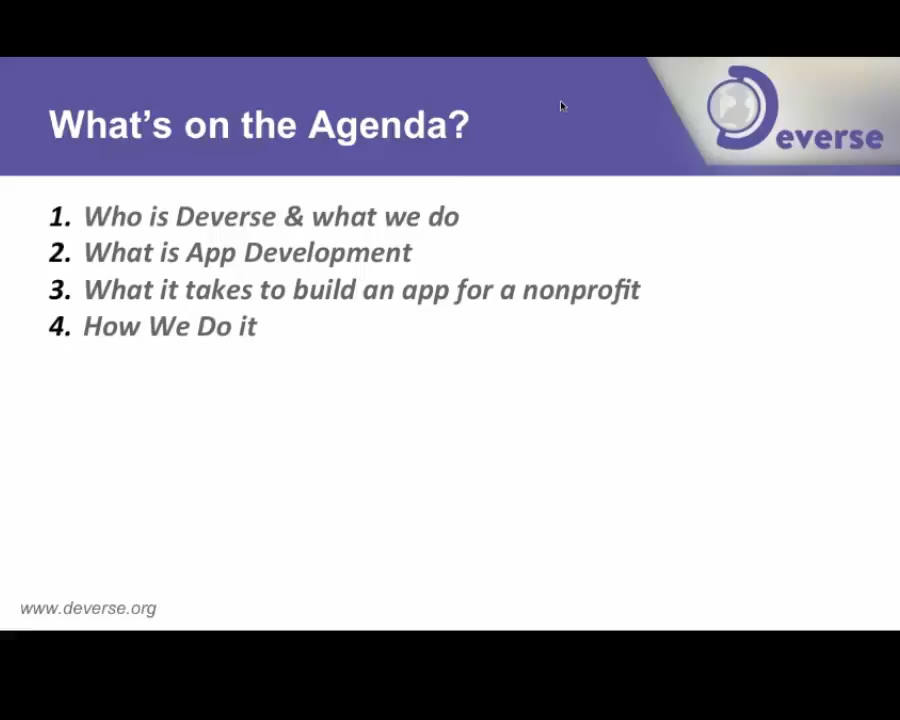 What's on the Agenda?
Deverse
1. Who is Deverse & what we do
2. What is App Development
3. What it takes to build an app for a nonprofit
4. How We Do it
www.deverse.org